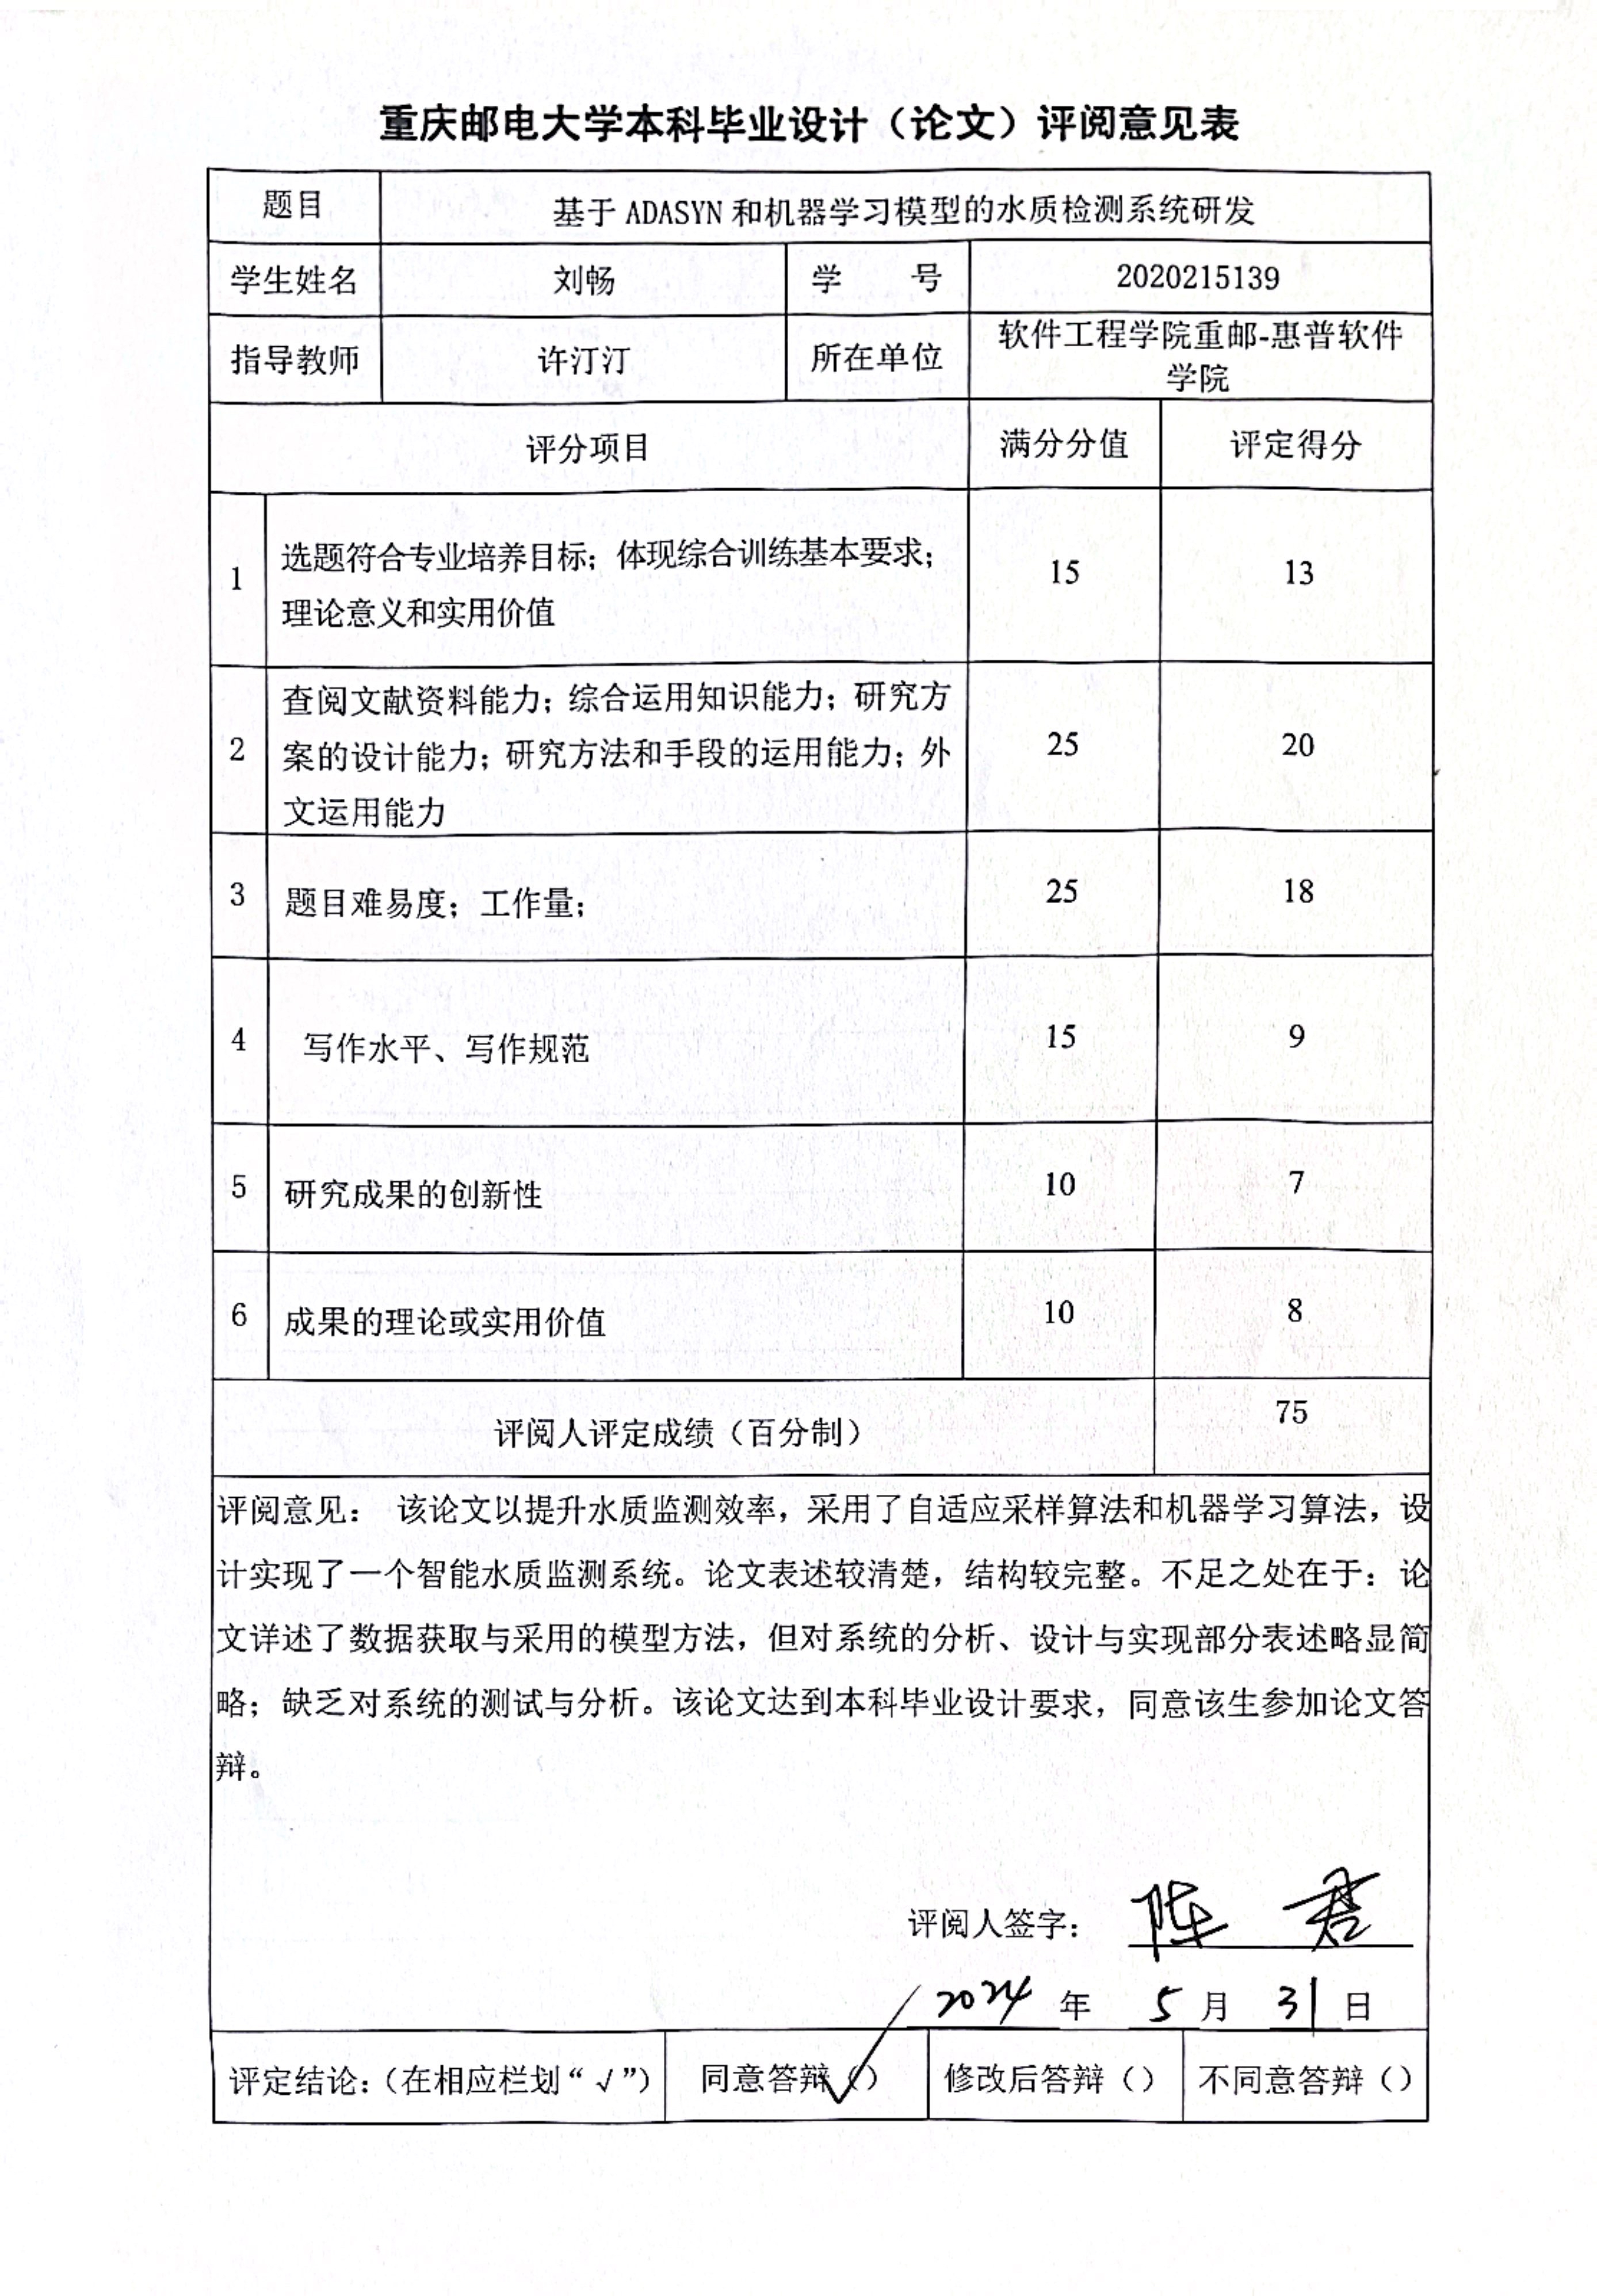 重庆邮电大学本科毕业设计（论文）评阅意见表
题目 基于 ADASYN 和机器学习模型的水质检测系统研发
学生姓名 刘畅 学 号 2020215139
指导教师 许汀汀 所在单位 软件工程学院重邮-惠普软件
学院
评分项目 满分分值 评定得分
1 选题符合专业培养目标；体现综合训练基本要求；
理论意义和实用价值 15 13
查阅文献资料能力；综合运用知识能力；研究方
2 案的设计能力；研究方法和手段的运用能力；外 25 20
文运用能力
3 题目难易度；工作量； 25 18
4 写作水平、写作规范 15 9
5 研究成果的创新性 10 7
6 成果的理论或实用价值 10 8
评阅人评定成绩（百分制） 75
评阅意见： 该论文以提升水质监测效率，采用了自适应采样算法和机器学习算法，设
计实现了一个智能水质监测系统。论文表述较清楚，结构较完整。不足之处在于：论
文详述了数据获取与采用的模型方法，但对系统的分析、设计与实现部分表述略显简
略；缺乏对系统的测试与分析。该论文达到本科毕业设计要求，同意该生参加论文答
辩。
评阅人签字： 陈 君
2024 年 5 月 31 日
评定结论：（在相应栏划“√”） 同意答辩（√） 修改后答辩（） 不同意答辩（）